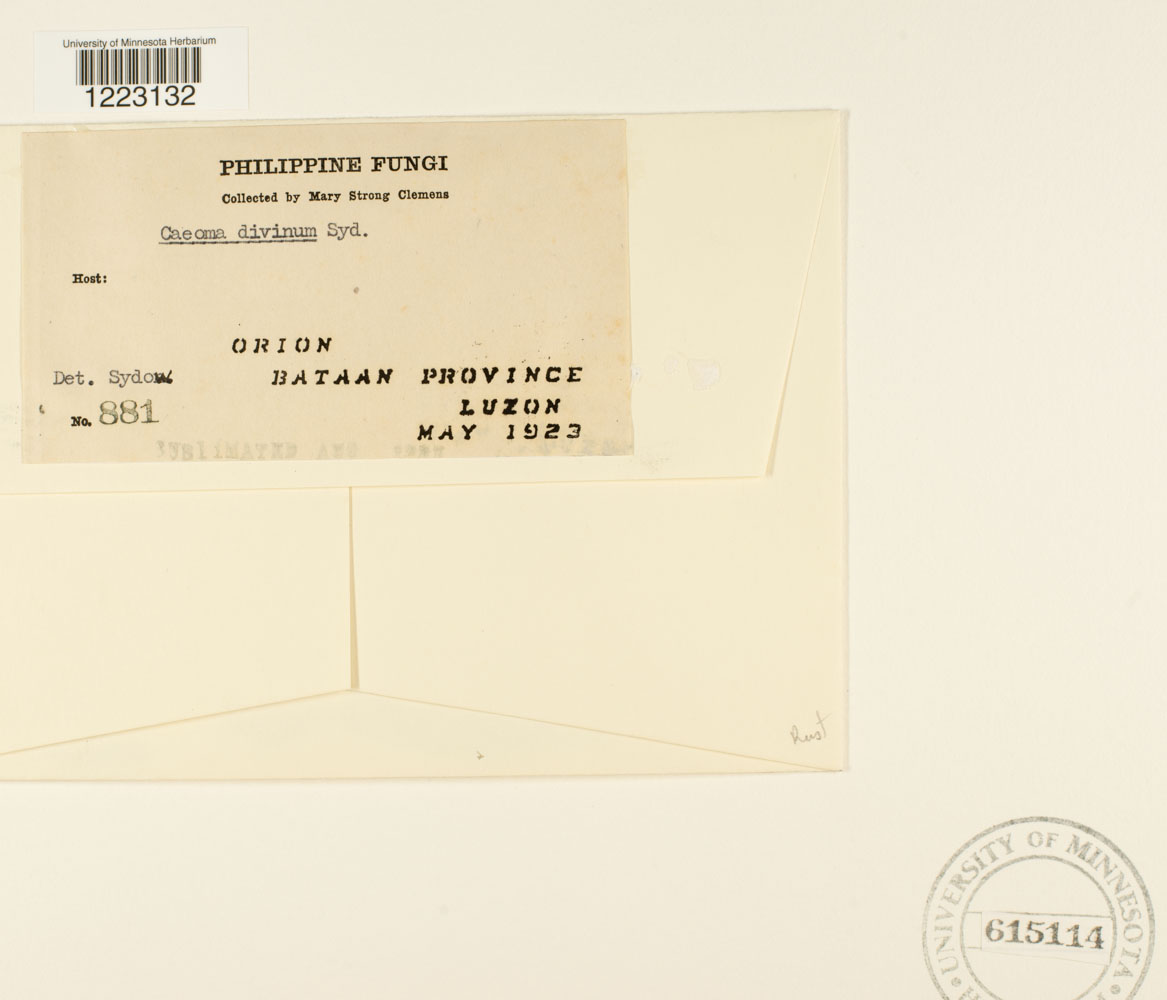 University of Minnesota Herbarium
1223132
PHILIPPINE FUNGI
Collected by Mary Strong Clemens
Caeoma divinum Syd.
Host:
ORION
Det. Sydow
BATAAN PROVINCE
No. 881
LUZON
MAY 1923
Rust
UNIVERSITY OF MINNESOTA
615114